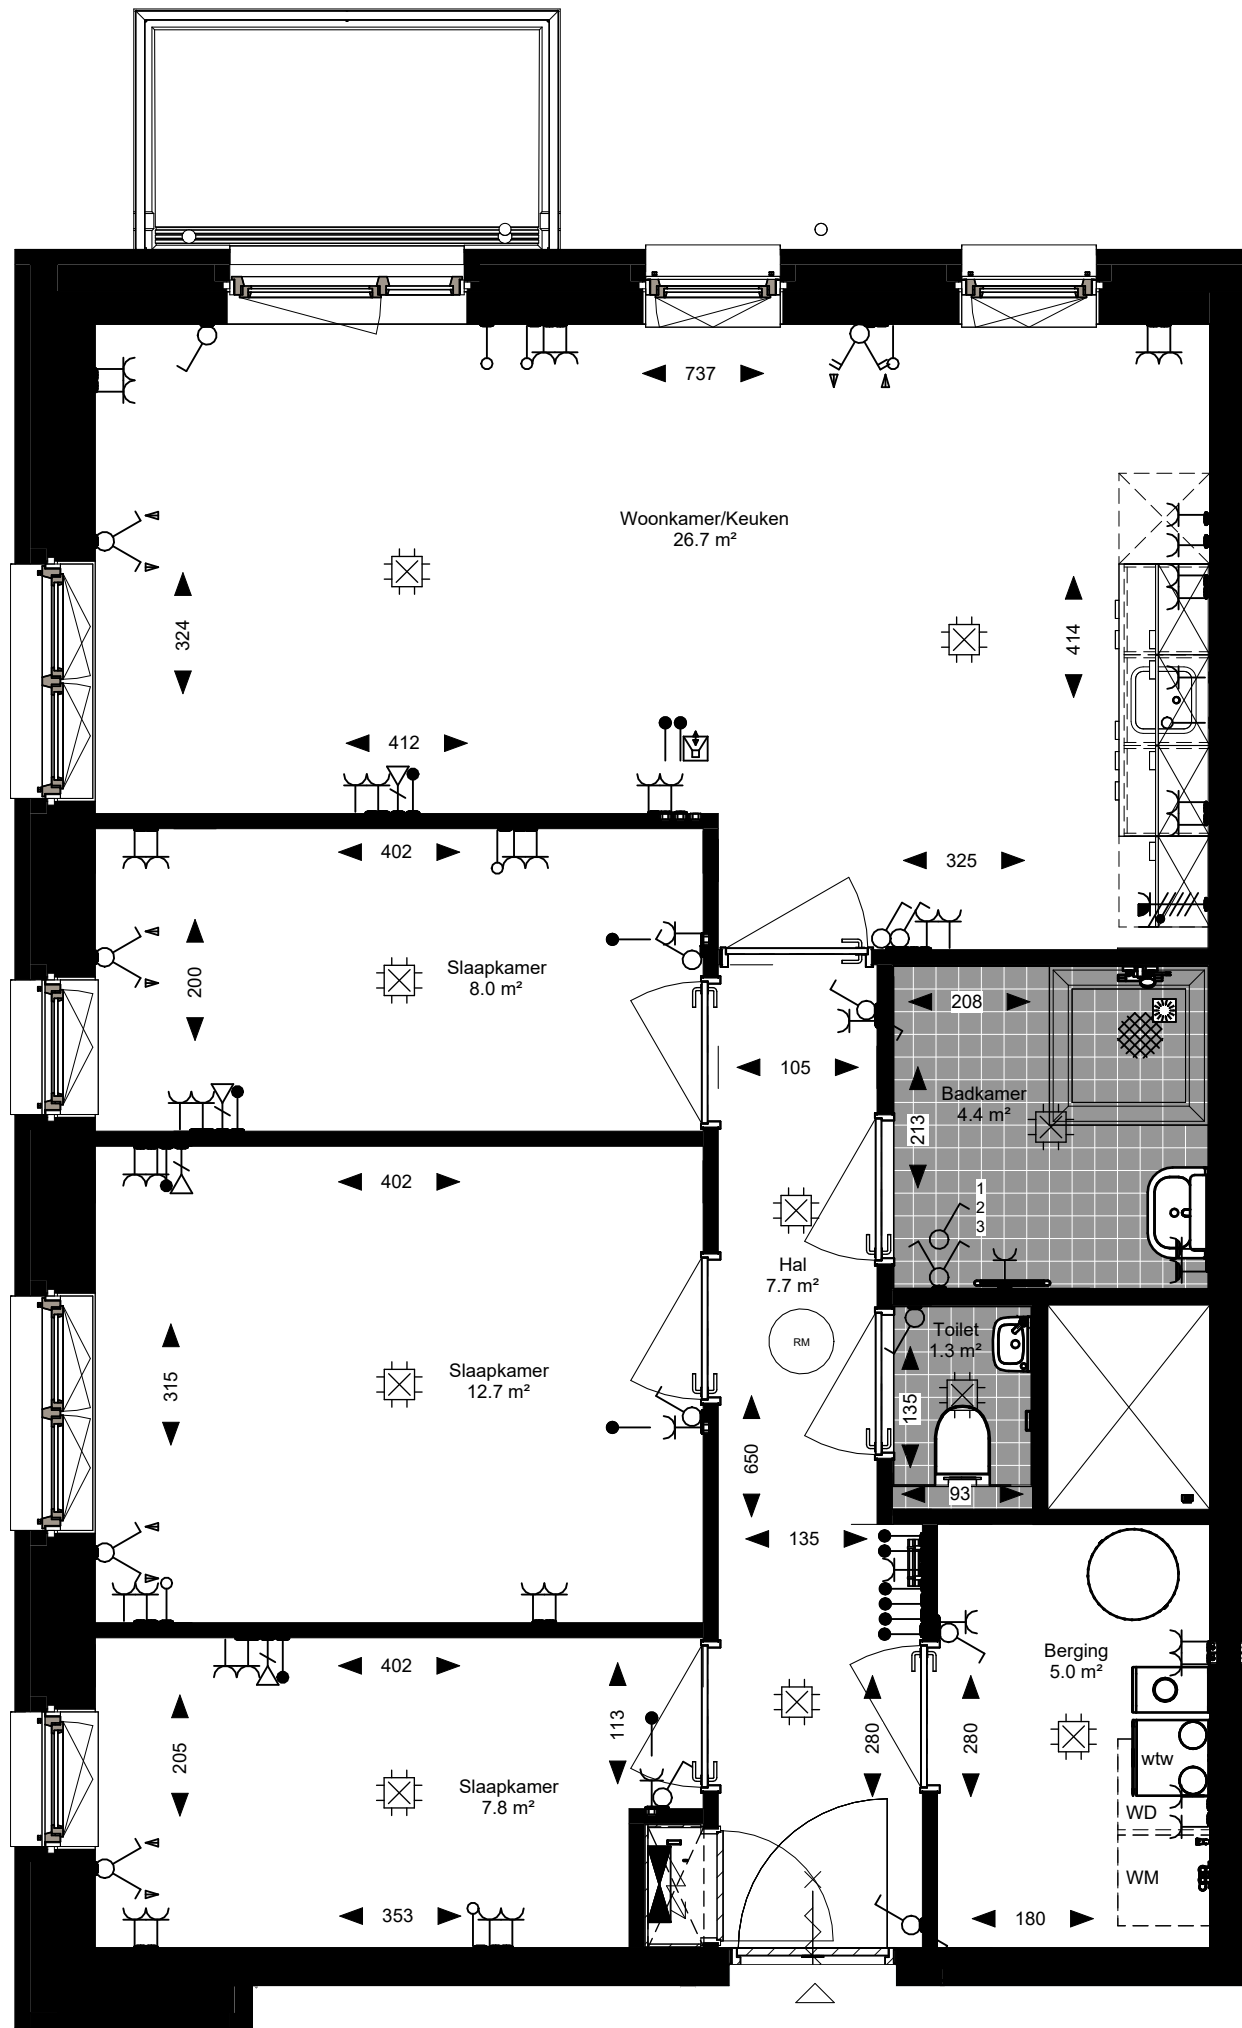 737
Woonkamer/Keuken
26.7 m²
324
414
412
402
325
200
Slaapkamer
8.0 m²
208
105
Badkamer
4.4 m²
213
402
1
2
3
Hal
7.7 m²
RM
Toilet
1.3 m²
315
Slaapkamer
12.7 m²
135
650
93
135
402
Berging
5.0 m²
113
205
280
280
Slaapkamer
7.8 m²
wtw
WD
WM
353
180